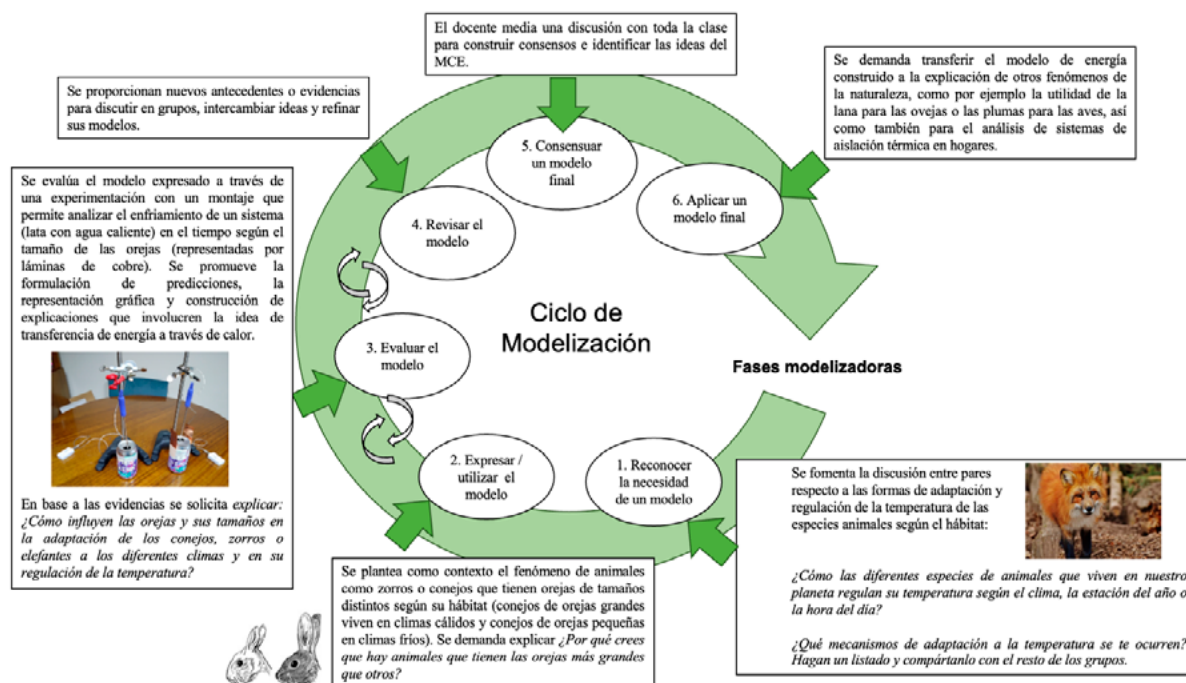 El docente media una discusión con toda la clase
para construir consensos e identificar las ideas del
MCE.
Se proporcionan nuevos antecedentes o evidencias
para discutir en grupos, intercambiar ideas y refinar
sus modelos.
Se demanda transferir el modelo de energía
construido a la explicación de otros fenómenos de
la naturaleza, como por ejemplo la utilidad de la
lana para las ovejas o las plumas para las aves, así
como también para el análisis de sistemas de
aislación térmica en hogares.
Se evalúa el modelo expresado a través de
una experimentación con un montaje que
permite analizar el enfriamiento de un sistema
(lata con agua caliente) en el tiempo según el
tamaño de las orejas (representadas por
láminas de cobre). Se promueve la
formulación de predicciones, la
representación gráfica y construcción de
explicaciones que involucren la idea de
transferencia de energía a través de calor.
En base a las evidencias se solicita explicar:
¿Cómo influyen las orejas y sus tamaños en
la adaptación de los conejos, zorros o
elefantes a los diferentes climas y en su
regulación de la temperatura?
5. Consensuar
un modelo
final
6. Aplicar un
modelo final
4. Revisar el
modelo
Ciclo de
Modelización
3. Evaluar el
modelo
Fases modelizadoras
2. Expresar /
utilizar el
modelo
1. Reconocer
la necesidad
de un modelo
Se plantea como contexto el fenómeno de animales
como zorros o conejos que tienen orejas de tamaños
distintos según su hábitat (conejos de orejas grandes
viven en climas cálidos y conejos de orejas pequeñas
en climas fríos). Se demanda explicar ¿Por qué crees
que hay animales que tienen las orejas más grandes
que otros?
Se fomenta la discusión entre pares
respecto a las formas de adaptación y
regulación de la temperatura de las
especies animales según el hábitat:
¿Cómo las diferentes especies de animales que viven en nuestro
planeta regulan su temperatura según el clima, la estación del año o
la hora del día?
¿Qué mecanismos de adaptación a la temperatura se te ocurren?
Hagan un listado y compártanlo con el resto de los grupos.